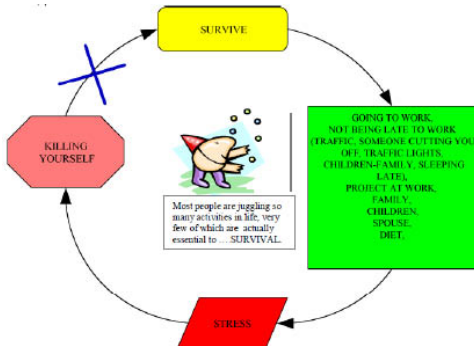 SURVIVE
GOING TO WORK,
NOT BEING LATE TO WORK
(TRAFFIC, SOMEONE CUTTING YOU
OFF, TRAFFIC LIGHTS,
CHILDREN-FAMILY, SLEEPING
LATE),
PROJECT AT WORK,
FAMILY,
CHILDREN,
SPOUSE,
DIET,
KILLING
YOURSELF
Most people are juggling so
many activities in life, very
few of which are actually
essential to ....SURVIVAL.
STRESS